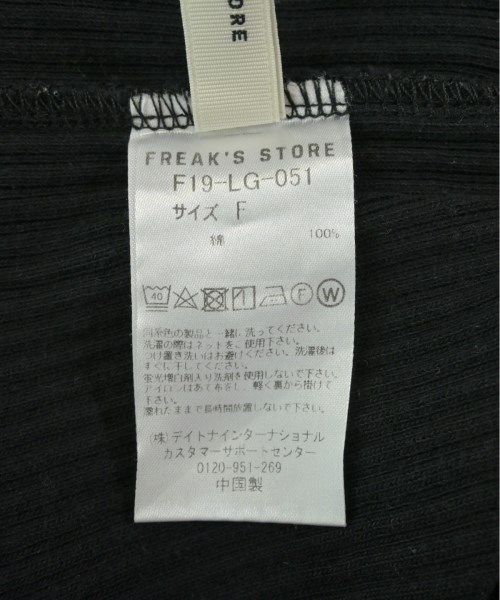 STORE
FREAK'S STORE
F19-LG-051
サイズ F
綿 100%
40 F W
同系色の製品と一緒に洗ってください。
洗濯の際はネットをご使用下さい。
つけ置き洗いはお避けください。洗濯後は
すぐに干してください。
蛍光増白剤入り洗剤を使用しないで下さい。
アイロンはあて布をし、軽く裏から掛けて
下さい。
濡れたままで長時間放置しないで下さい。
(株)デイトナインターナショナル
カスタマーサポートセンター
0120-951-269
中国製